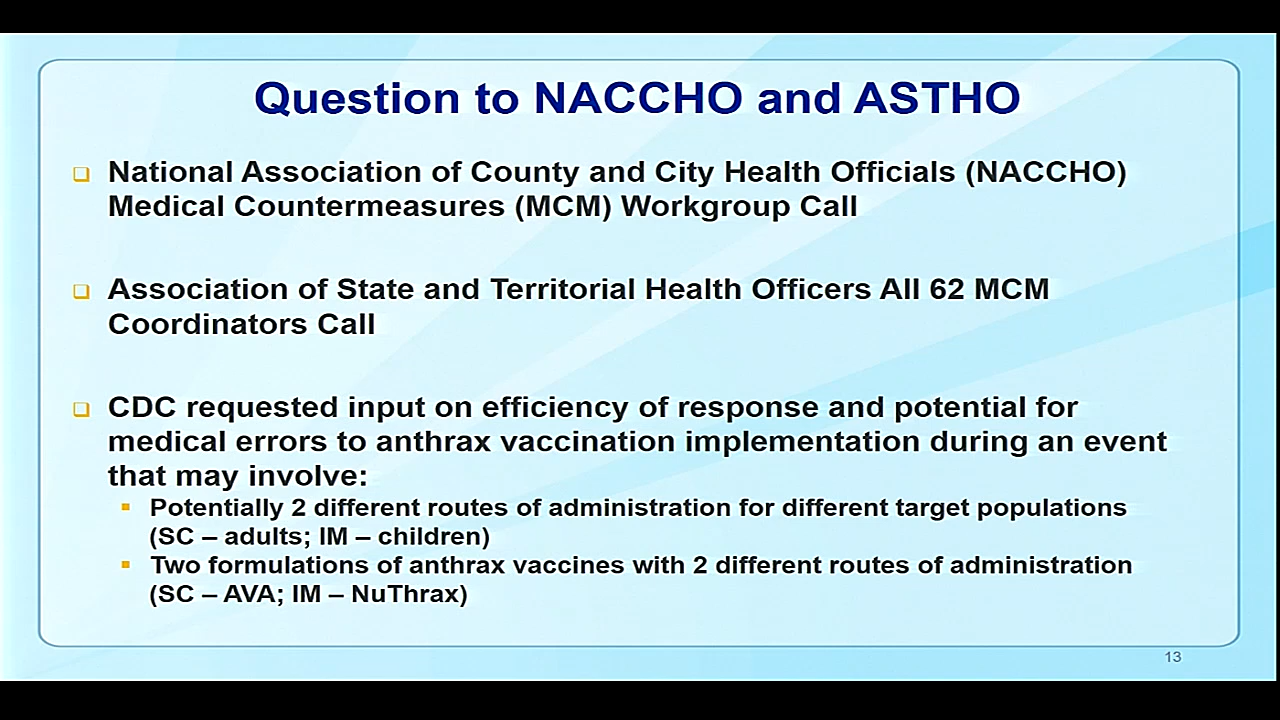 Question to NACCHO and ASTHO
National Association of County and City Health Officials (NACCHO)
Medical Countermeasures (MCM) Workgroup Call
Association of State and Territorial Health Officers All 62 MCM
Coordinators Call
CDC requested input on efficiency of response and potential for
medical errors to anthrax vaccination implementation during an event
that may involve:
Potentially 2 different routes of administration for different target populations
(SC – adults; IM – children)
Two formulations of anthrax vaccines with 2 different routes of administration
(SC – AVA; IM – NuThrax)
13